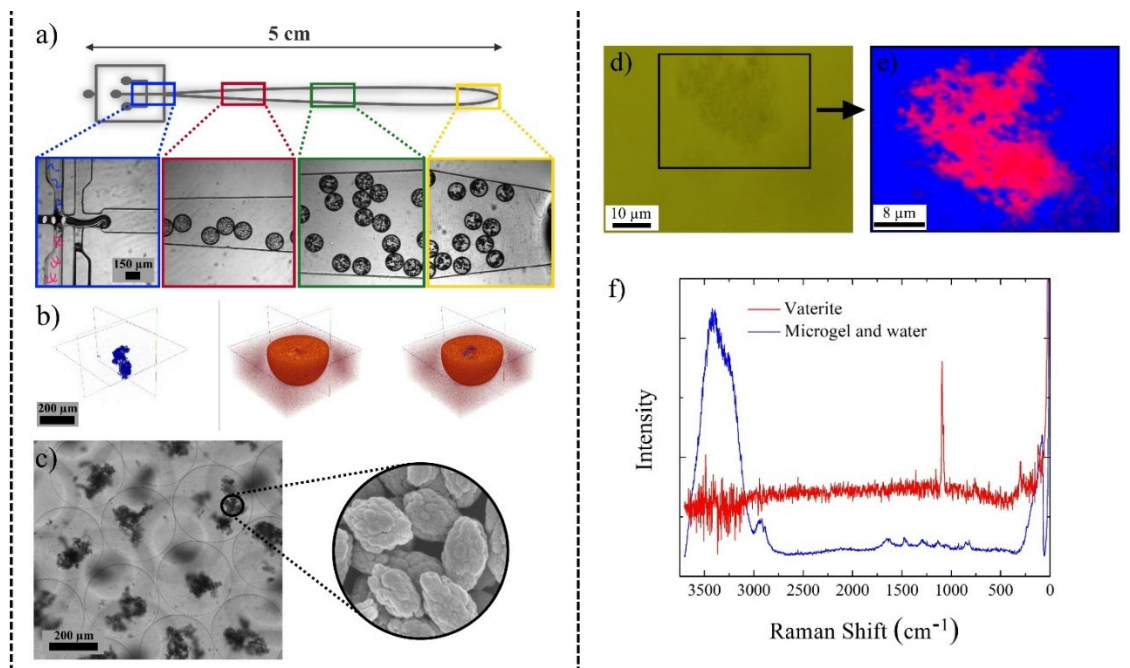 a)
5 cm
150 µm
b)
200 µm
c)
200 µm
d)
10 µm
e)
8 µm
f)
Vaterite
Microgel and water
Intensity
3500 3000 2500 2000 1500 1000 500 0
Raman Shift (cm⁻¹)